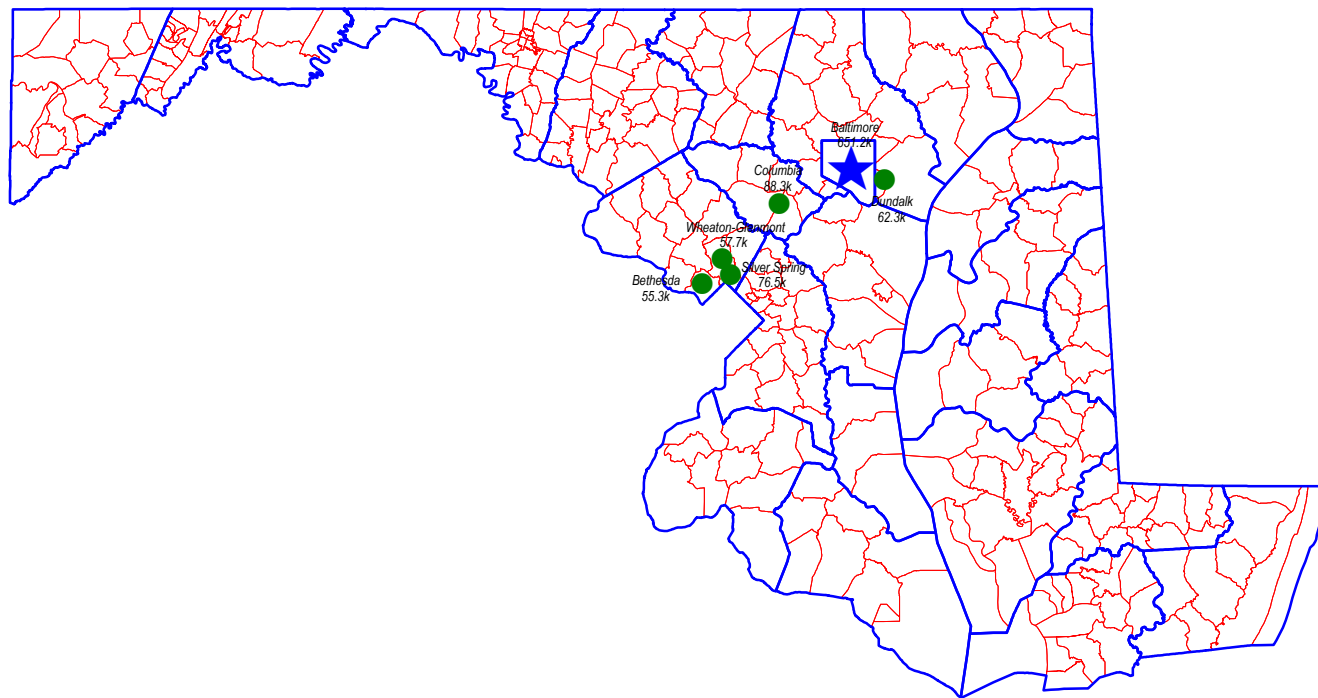 Baltimore
651.2k
Columbia
88.3k
Dundalk
62.3k
Wheaton-Glenmont
57.7k
Silver Spring
76.5k
Bethesda
55.3k